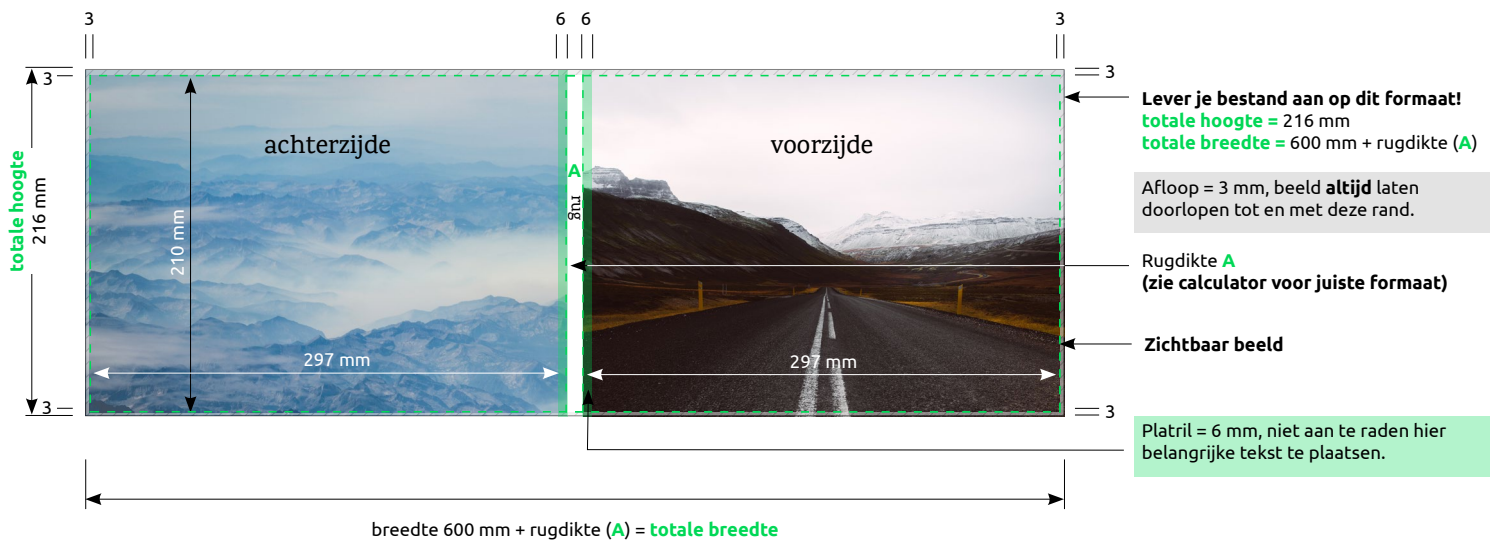 3
6
6
3
3
3
totale hoogte
216 mm
achterzijde
voorzijde
A
rug
210 mm
297 mm
297 mm
3
3
Lever je bestand aan op dit formaat!
totale hoogte = 216 mm
totale breedte = 600 mm + rugdikte (A)
Afloop = 3 mm, beeld altijd laten
doorlopen tot en met deze rand.
Rugdikte A
(zie calculator voor juiste formaat)
Zichtbaar beeld
Platril = 6 mm, niet aan te raden hier
belangrijke tekst te plaatsen.
breedte 600 mm + rugdikte (A) = totale breedte